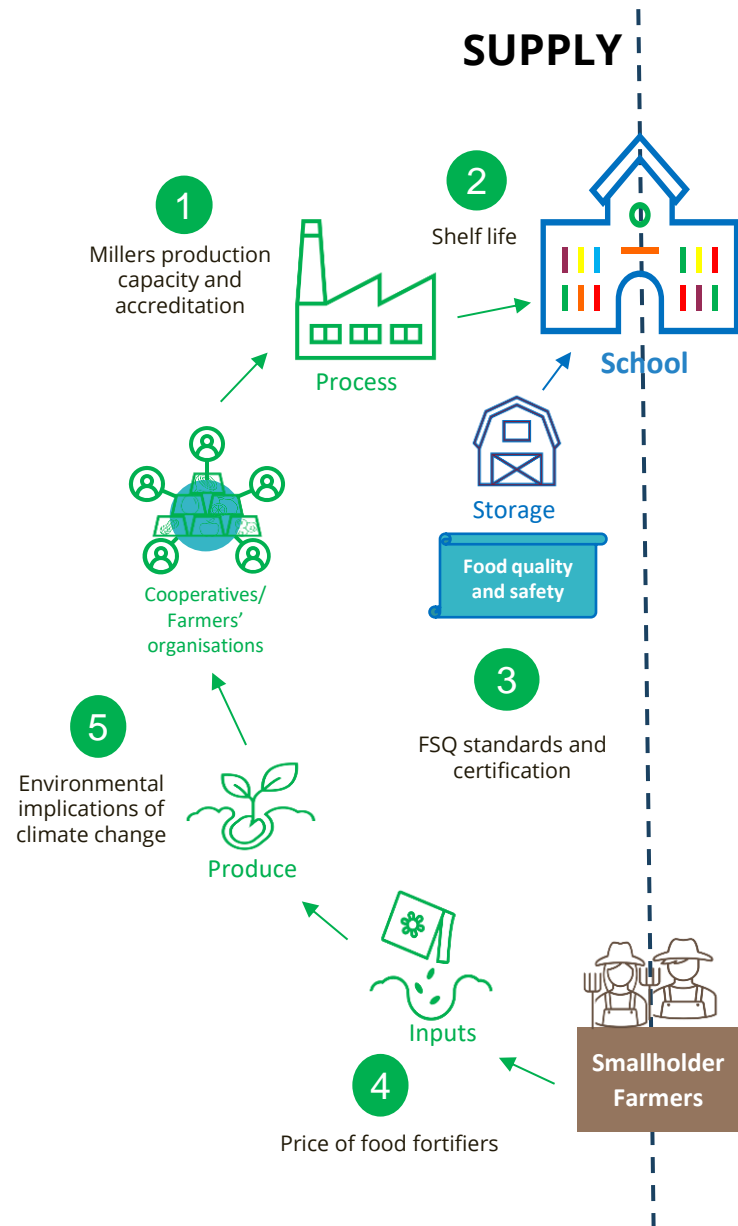 SUPPLY
1
Millers production
capacity and
accreditation
2
Shelf life
Process
School
Storage
Food quality
and safety
Cooperatives/
Farmers'
organisations
3
FSQ standards and
certification
5
Environmental
implications of
climate change
Produce
Inputs
4
Price of food fortifiers
Smallholder
Farmers